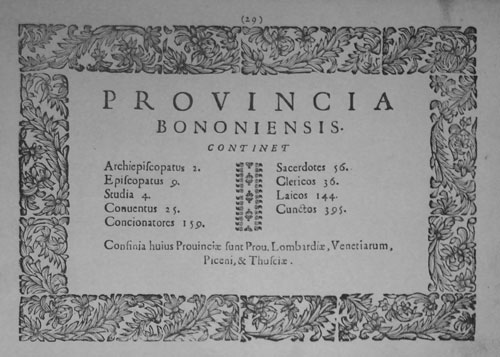 (29)
PROVINCIA
BONONIENSIS.
CONTINET
Archiepiscopatus 2.
Episcopatus 9.
Studia 4.
Conuentus 25.
Concionatores 159.
Sacerdotes 56.
Clericos 36.
Laicos 144.
Cunctos 395.
Confinia huius Prouinciæ sunt Prou. Lombardiæ, Venetiarum,
Piceni, & Thusciæ.